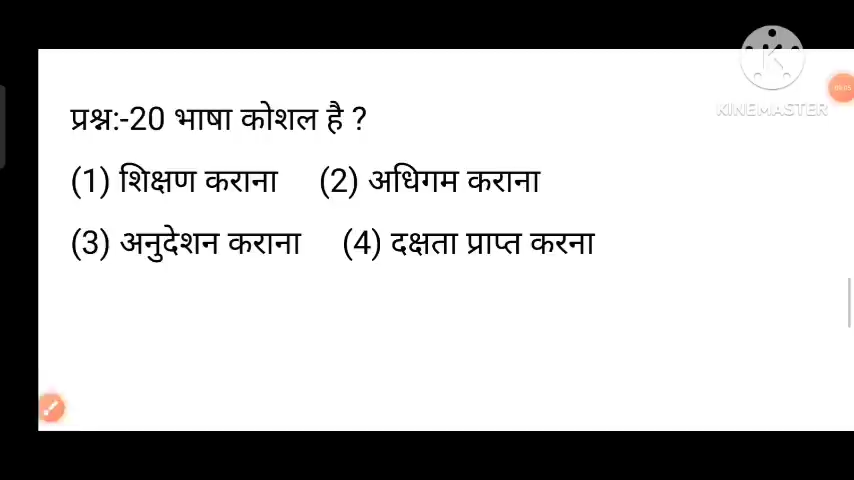 KINEMASTER
प्रश्न:-20 भाषा कोशल है ?
(1) शिक्षण कराना (2) अधिगम कराना
(3) अनुदेशन कराना (4) दक्षता प्राप्त करना